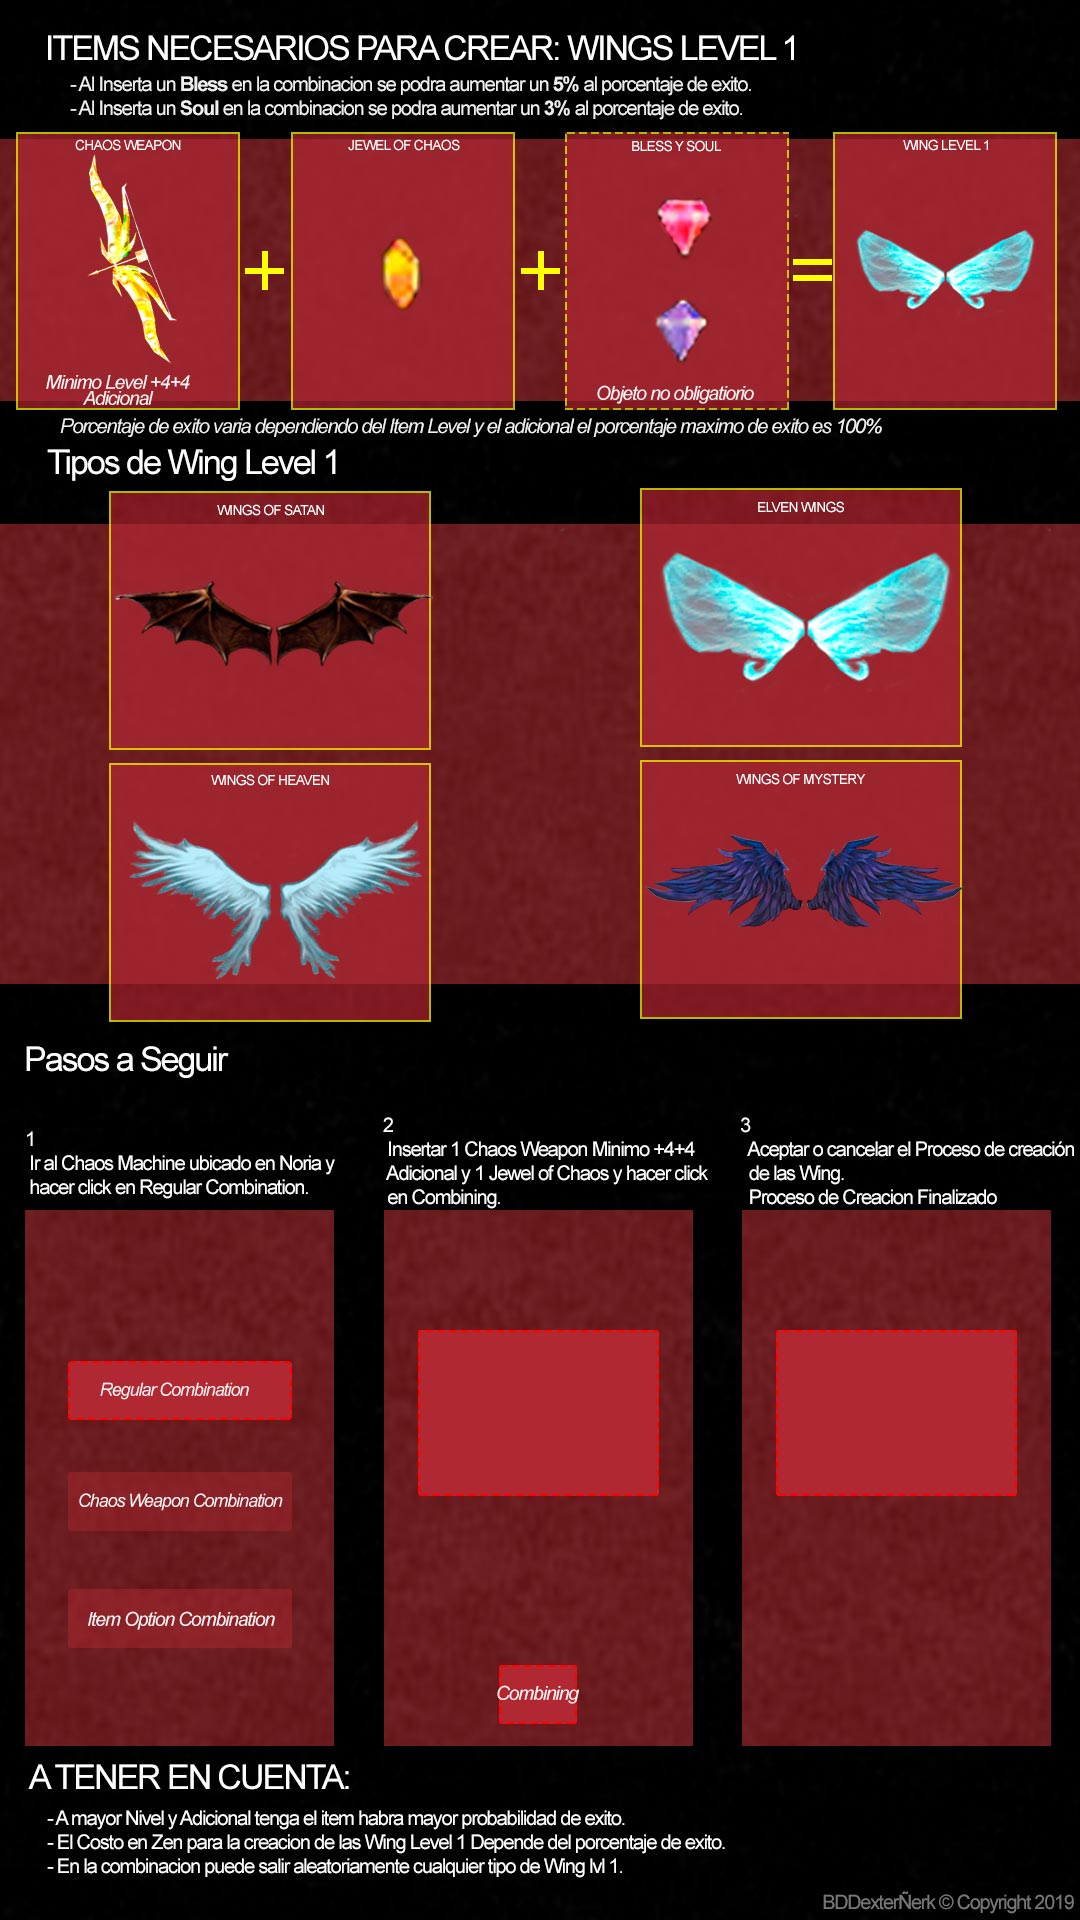 ITEMS NECESARIOS PARA CREAR: WINGS LEVEL 1
- Al Inserta un Bless en la combinacion se podra aumentar un 5% al porcentaje de exito.
- Al Inserta un Soul en la combinacion se podra aumentar un 3% al porcentaje de exito.
CHAOS WEAPON
JEWEL OF CHAOS
BLESS Y SOUL
WING LEVEL 1
+
+
=
Minimo Level +4+4
Adicional
Objeto no obligatiorio
Porcentaje de exito varia dependiendo del Item Level y el adicional el porcentaje maximo de exito es 100%
Tipos de Wing Level 1
WINGS OF SATAN
ELVEN WINGS
WINGS OF HEAVEN
WINGS OF MYSTERY
Pasos a Seguir
1
Ir al Chaos Machine ubicado en Noria y
hacer click en Regular Combination.
2
Insertar 1 Chaos Weapon Minimo +4+4
Adicional y 1 Jewel of Chaos y hacer click
en Combining.
3
Aceptar o cancelar el Proceso de creación
de las Wing.
Proceso de Creacion Finalizado
Regular Combination
Chaos Weapon Combination
Item Option Combination
Combining
A TENER EN CUENTA:
- A mayor Nivel y Adicional tenga el item habra mayor probabilidad de exito.
- El Costo en Zen para la creacion de las Wing Level 1 Depende del porcentaje de exito.
- En la combinacion puede salir aleatoriamente cualquier tipo de Wing lvl 1.
BDDexterÑerk © Copyright 2019